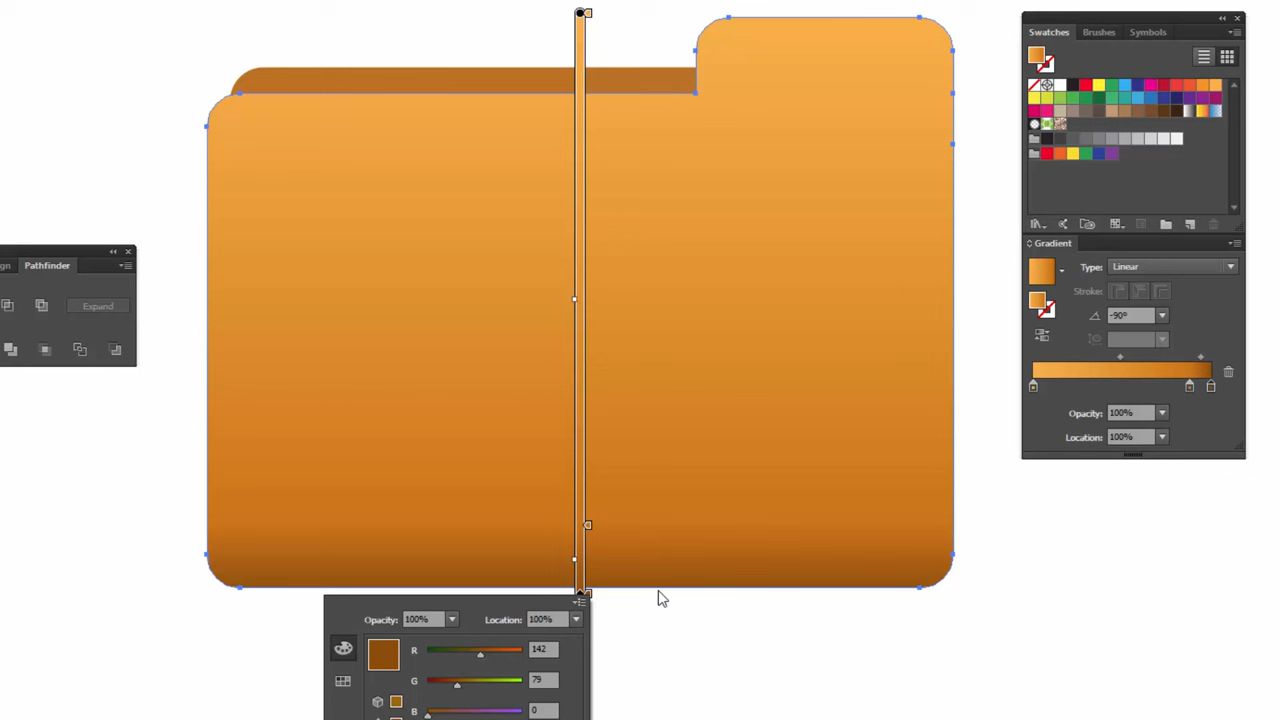 Swatches Brushes Symbols
gn Pathfinder
Expand
Gradient
Type: Linear
Stroke:
-90°
Opacity: 100%
Location: 100%
Opacity: 100% Location: 100%
R 142
G 79
B 0